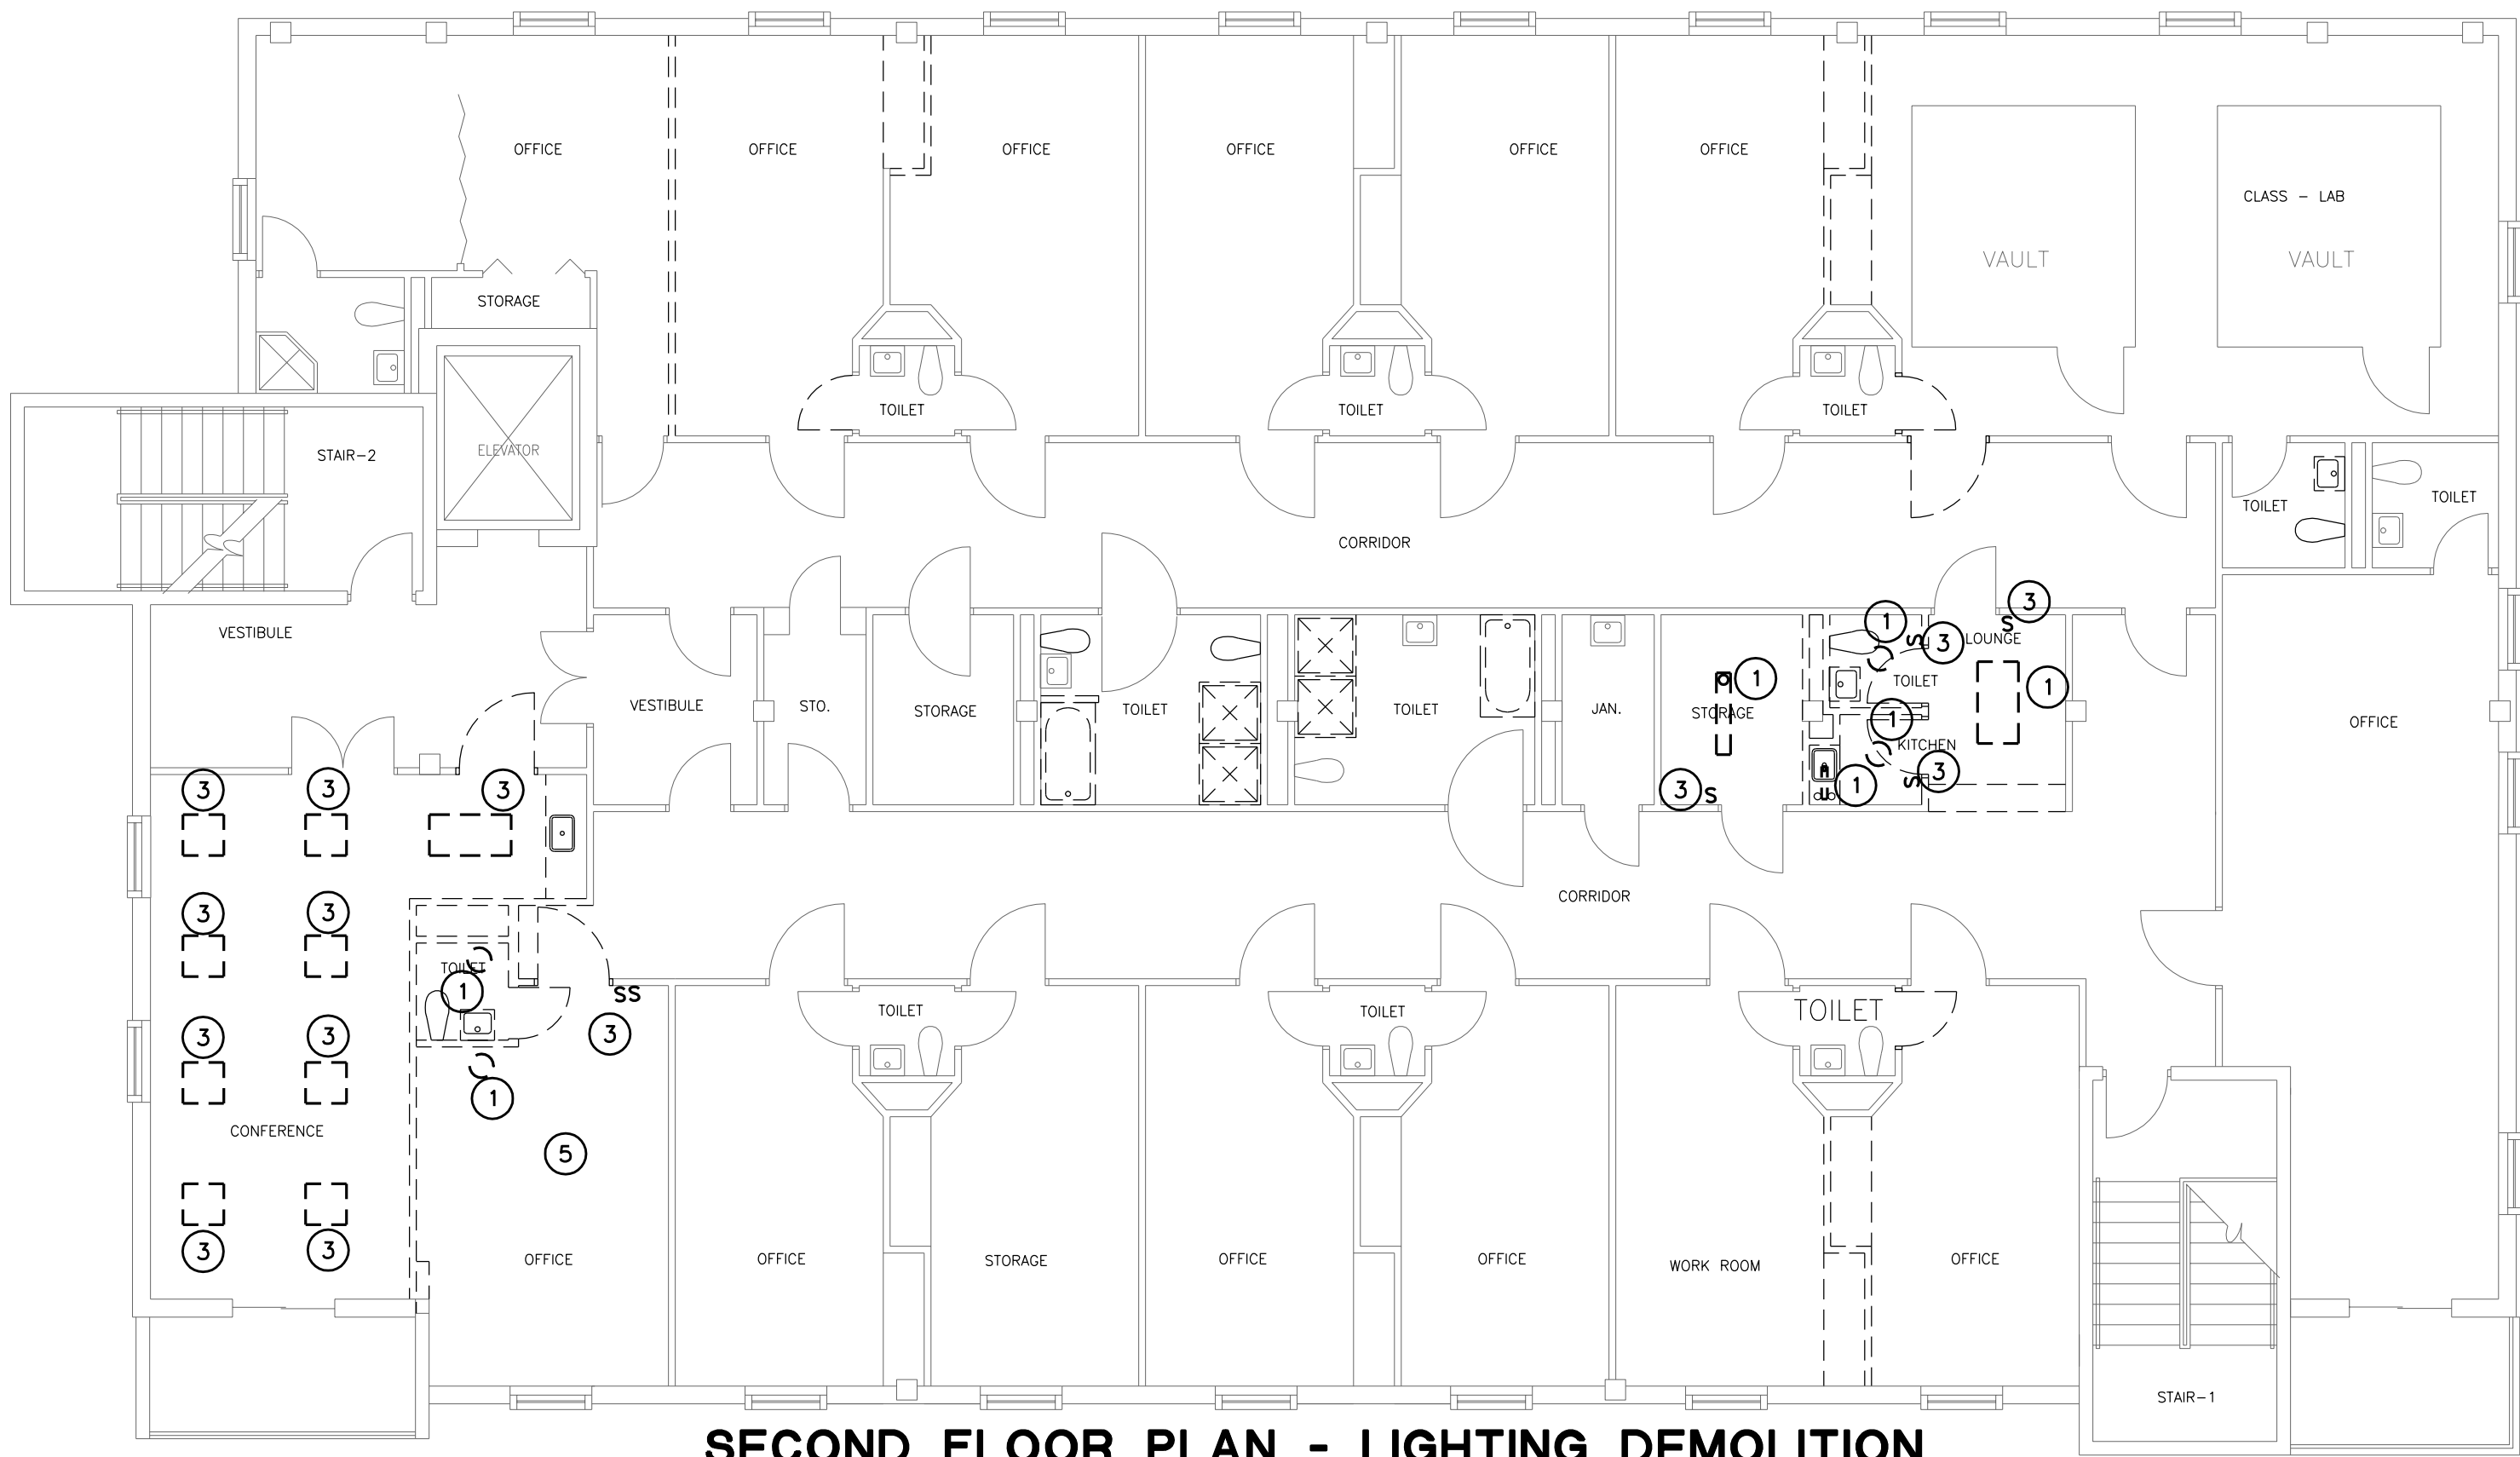 OFFICE
OFFICE
OFFICE
OFFICE
OFFICE
OFFICE
CLASS - LAB
VAULT
VAULT
STORAGE
TOILET
TOILET
TOILET
STAIR-2
ELEVATOR
TOILET
TOILET
CORRIDOR
VESTIBULE
3
1
3
S
S
LOUNGE
1
TOILET
1
VESTIBULE
STO.
STORAGE
TOILET
TOILET
JAN.
STORAGE
1
OFFICE
KITCHEN
3
S
1
3
S
3
3
3
CORRIDOR
3
3
TOILET
1
SS
3
TOILET
TOILET
TOILET
3
3
1
CONFERENCE
5
3
3
OFFICE
OFFICE
STORAGE
OFFICE
OFFICE
WORK ROOM
OFFICE
STAIR-1
SECOND FLOOR PLAN - LIGHTING DEMOLITION